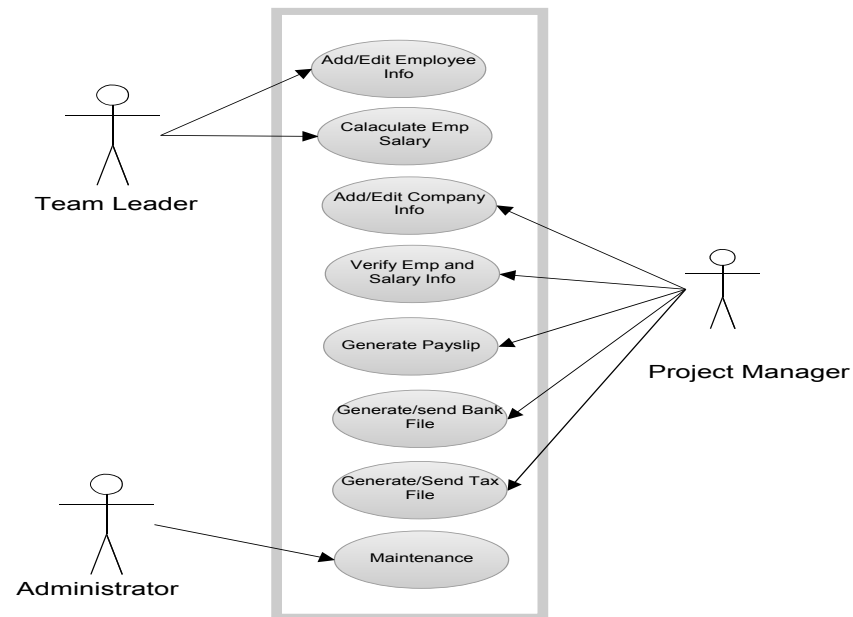 Add/Edit Employee
Info
Calaculate Emp
Salary
Team Leader
Add/Edit Company
Info
Verify Emp and
Salary Info
Generate Payslip
Project Manager
Generate/send Bank
File
Generate/Send Tax
File
Maintenance
Administrator